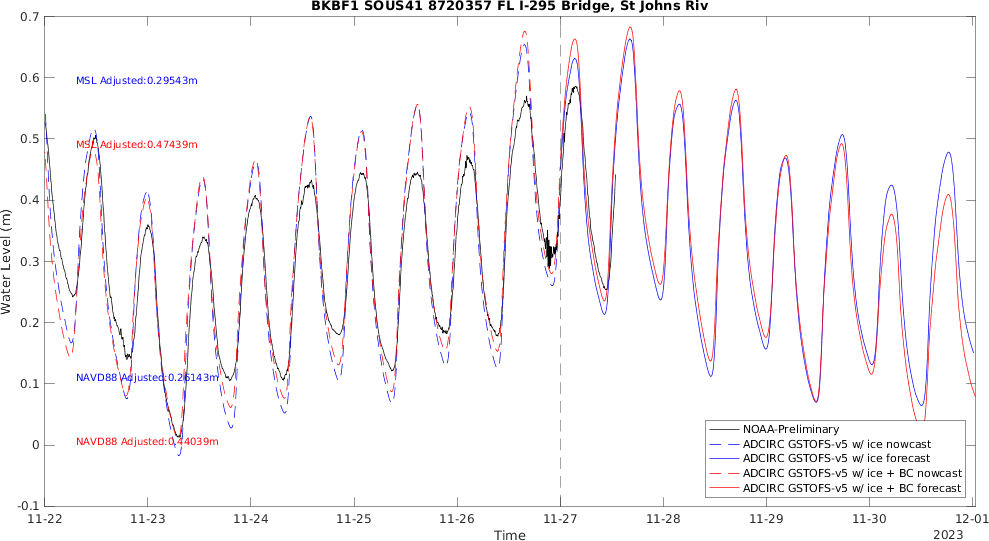 BKBF1 SOUS41 8720357 FL I-295 Bridge, St Johns Riv
0.7
0.6
0.5
0.4
0.3
0.2
0.1
0
-0.1
Water Level (m)
MSL Adjusted:0.29543m
MSL Adjusted:0.47439m
NAVD88 Adjusted:0.26143m
NAVD88 Adjusted:0.44039m
NOAA-Preliminary
ADCIRC GSTOFS-v5 w/ ice nowcast
ADCIRC GSTOFS-v5 w/ ice forecast
ADCIRC GSTOFS-v5 w/ ice + BC nowcast
ADCIRC GSTOFS-v5 w/ ice + BC forecast
11-22 11-23 11-24 11-25 11-26 11-27 11-28 11-29 11-30 12-01
Time
2023